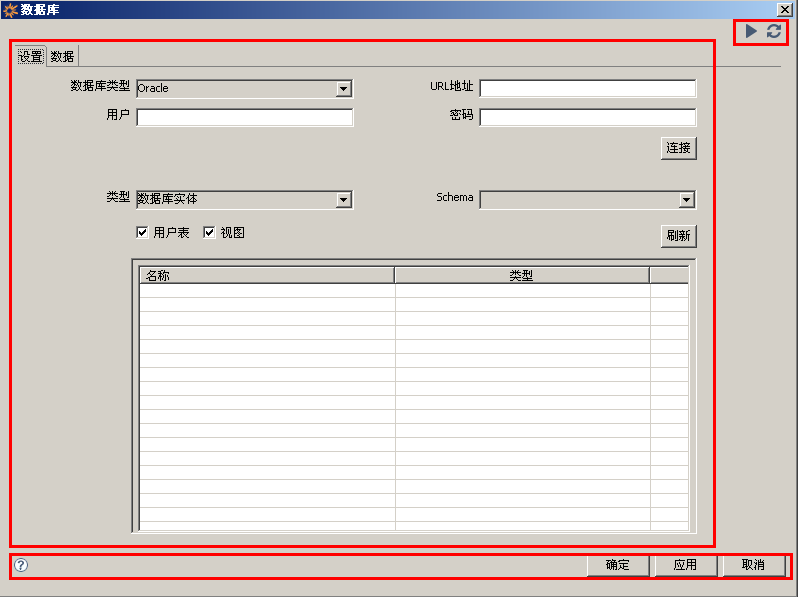 数据库
设置 数据
数据库类型 Oracle URL地址
用户 密码
连接
类型 数据库实体 Schema
用户表 视图
刷新
名称 类型
? 确定 应用 取消